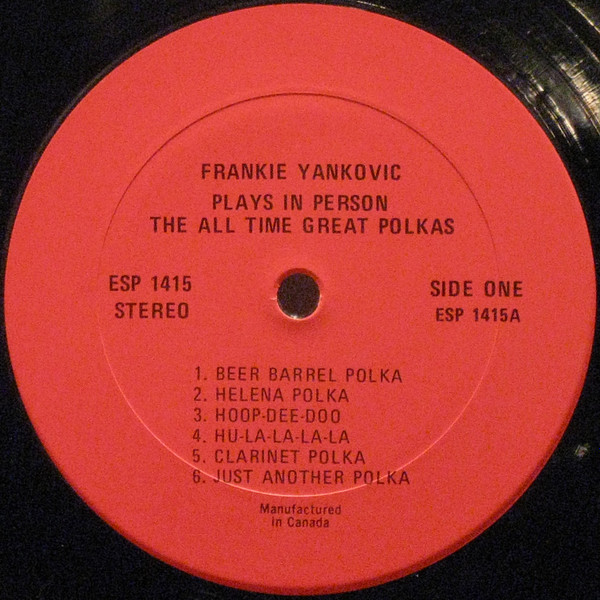 FRANKIE YANKOVIC
PLAYS IN PERSON
THE ALL TIME GREAT POLKAS
ESP 1415
STEREO
SIDE ONE
ESP 1415A
1. BEER BARREL POLKA
2. HELENA POLKA
3. HOOP-DEE-DOO
4. HU-LA-LA-LA-LA
5. CLARINET POLKA
6. JUST ANOTHER POLKA
Manufactured
in Canada